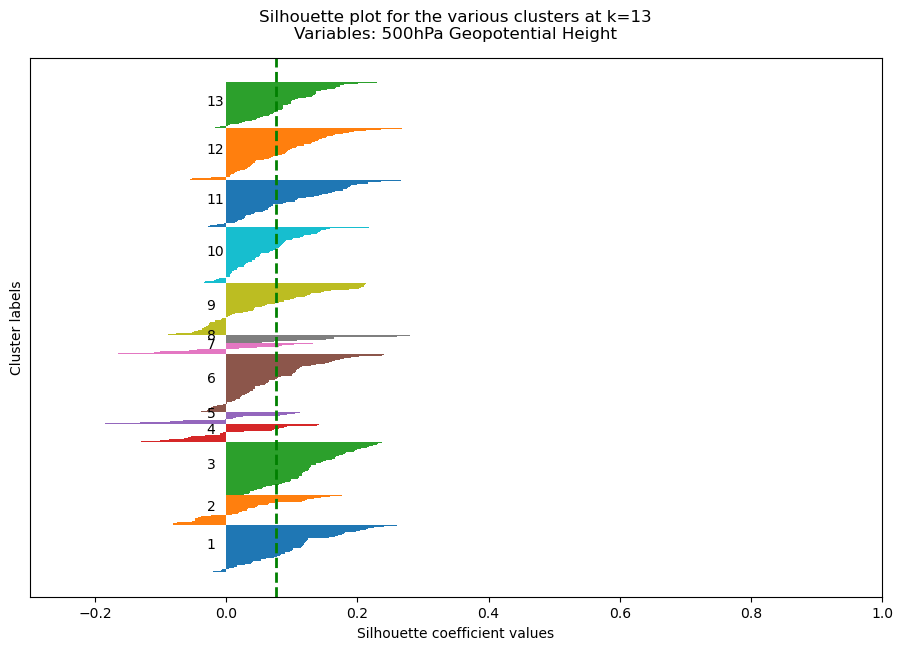 Silhouette plot for the various clusters at k=13
Variables: 500hPa Geopotential Height
13
12
11
10
9
8
7
6
5
4
3
2
1
Cluster labels
−0.2 0.0 0.2 0.4 0.6 0.8 1.0
Silhouette coefficient values